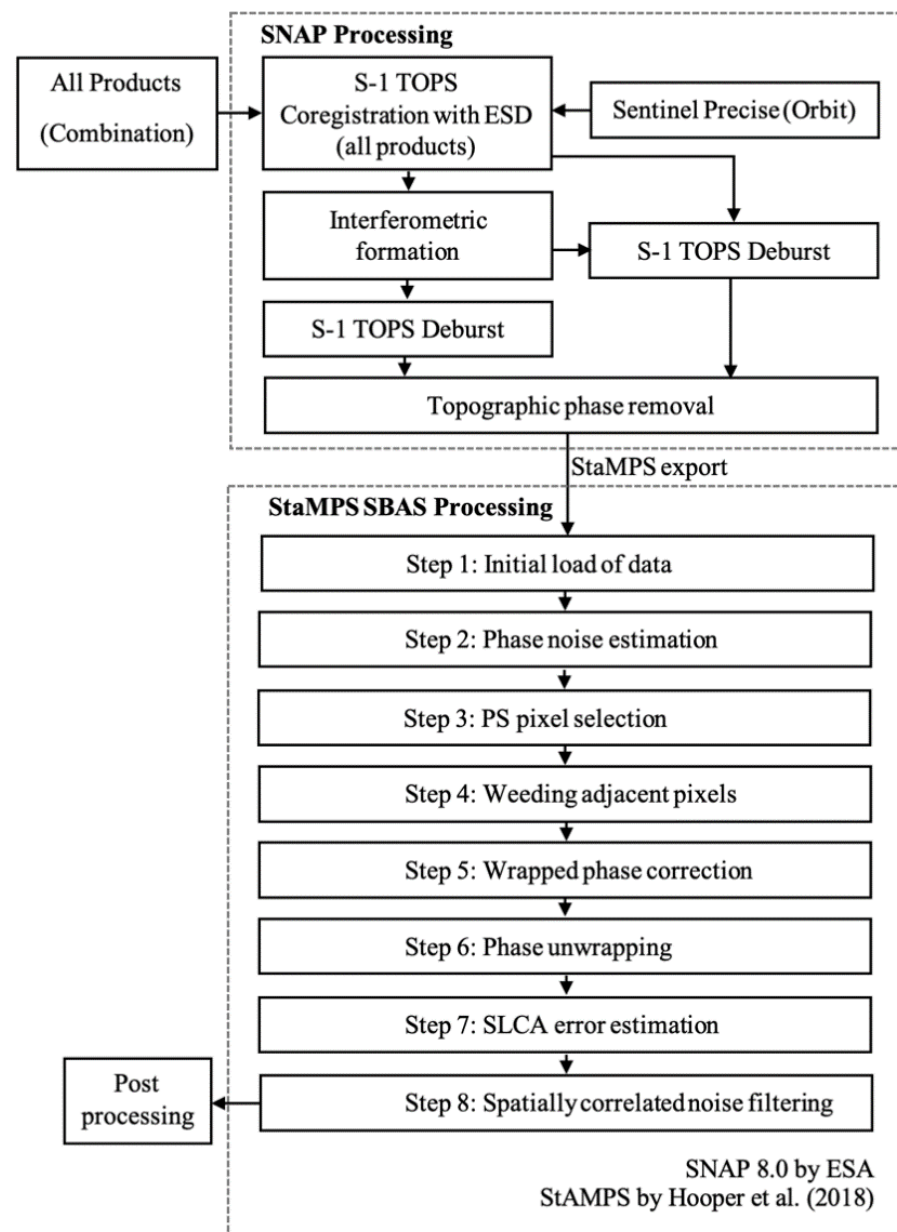 SNAP Processing
All Products
(Combination)
S-1 TOPS
Coregistration with ESD
(all products)
Sentinel Precise (Orbit)
Interferometric
formation
S-1 TOPS Deburst
S-1 TOPS Deburst
Topographic phase removal
StaMPS export
StaMPS SBAS Processing
Step 1: Initial load of data
Step 2: Phase noise estimation
Step 3: PS pixel selection
Step 4: Weeding adjacent pixels
Step 5: Wrapped phase correction
Step 6: Phase unwrapping
Step 7: SLCA error estimation
Step 8: Spatially correlated noise filtering
Post
processing
SNAP 8.0 by ESA
StAMPS by Hooper et al. (2018)